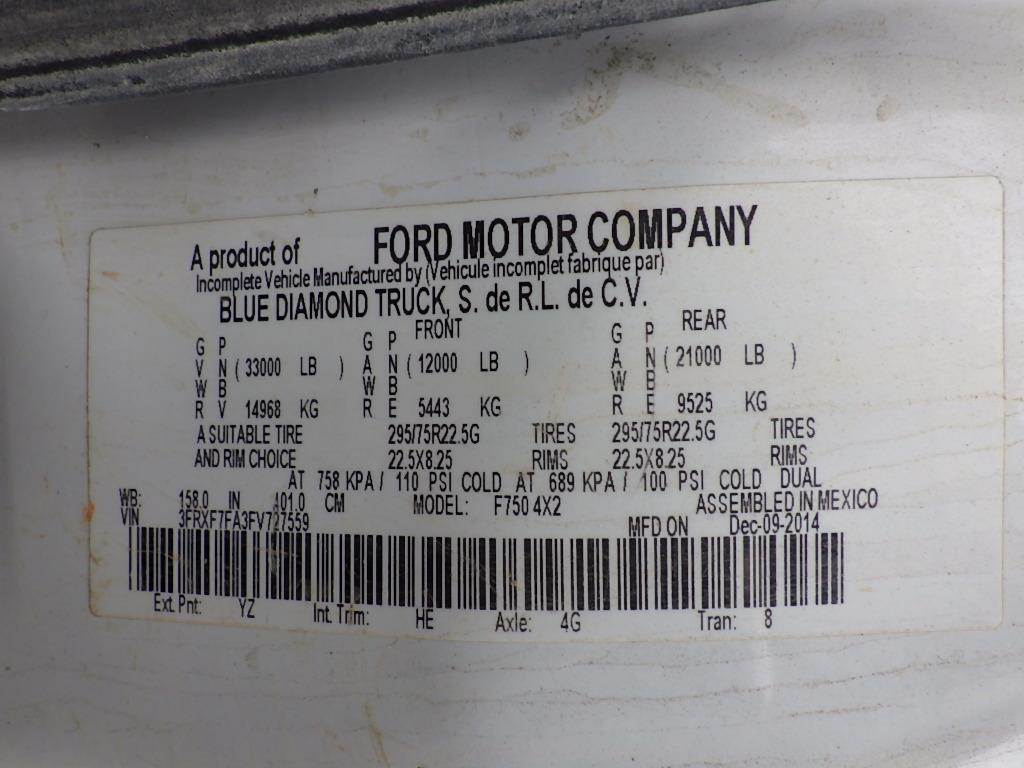 A product of FORD MOTOR COMPANY
Incomplete Vehicle Manufactured by (Vehicule incomplet fabrique par)
BLUE DIAMOND TRUCK, S. de R.L. de C.V.
FRONT REAR
G P G P G P
V N ( 33000 LB ) A N ( 12000 LB ) A N ( 21000 LB )
W B W B W B
R V 14968 KG R E 5443 KG R E 9525 KG
A SUITABLE TIRE 295/75R22.5G TIRES 295/75R22.5G TIRES
AND RIM CHOICE 22.5X8.25 RIMS 22.5X8.25 RIMS
AT 758 KPA / 110 PSI COLD AT 689 KPA / 100 PSI COLD DUAL
WB: 158.0 IN 401.0 CM MODEL: F750 4X2 ASSEMBLED IN MEXICO
VIN 3FRXF7FA3FV727559 MFD ON Dec-09-2014
Ext. Pnt: YZ Int. Trim: HE Axle: 4G Tran: 8